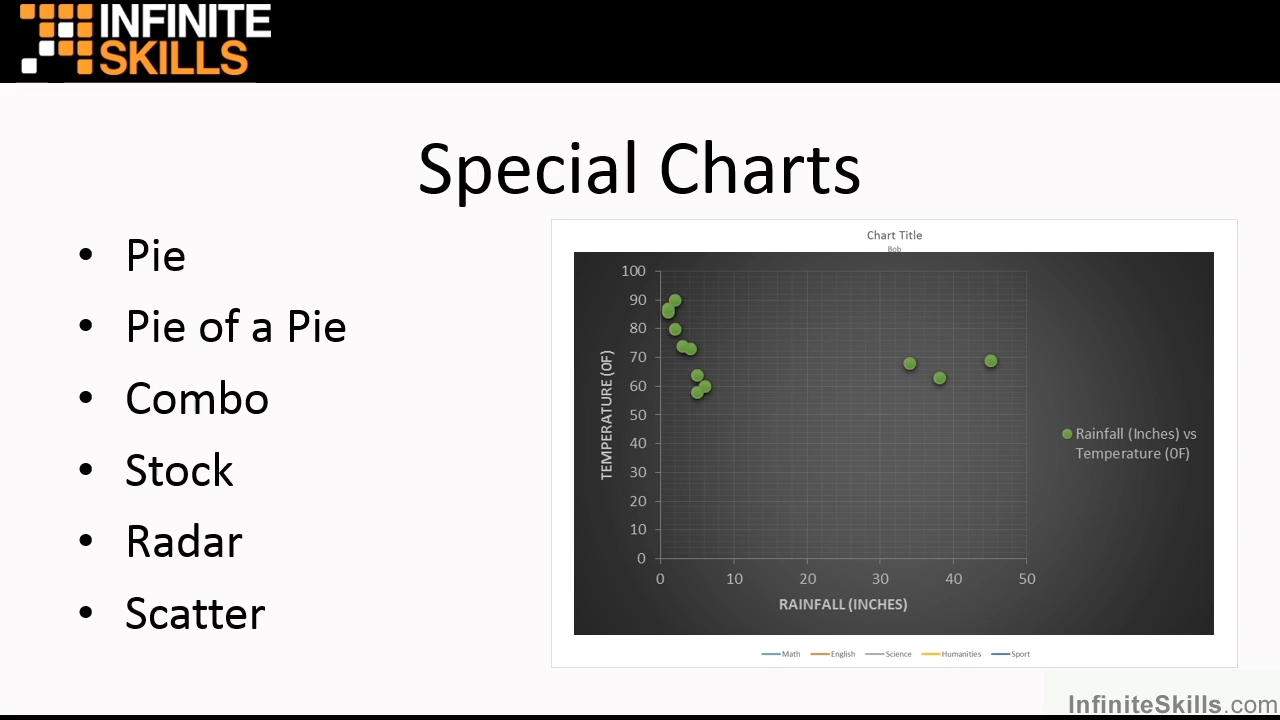 INFINITE
SKILLS
Special Charts
• Pie
• Pie of a Pie
• Combo
• Stock
• Radar
• Scatter
Chart Title
Bob
100
90
80
70
60
50
40
30
20
10
0
TEMPERATURE (0F)
0 10 20 30 40 50
RAINFALL (INCHES)
Rainfall (Inches) vs
Temperature (0F)
Math English Science Humanities Sport
InfiniteSkills.com